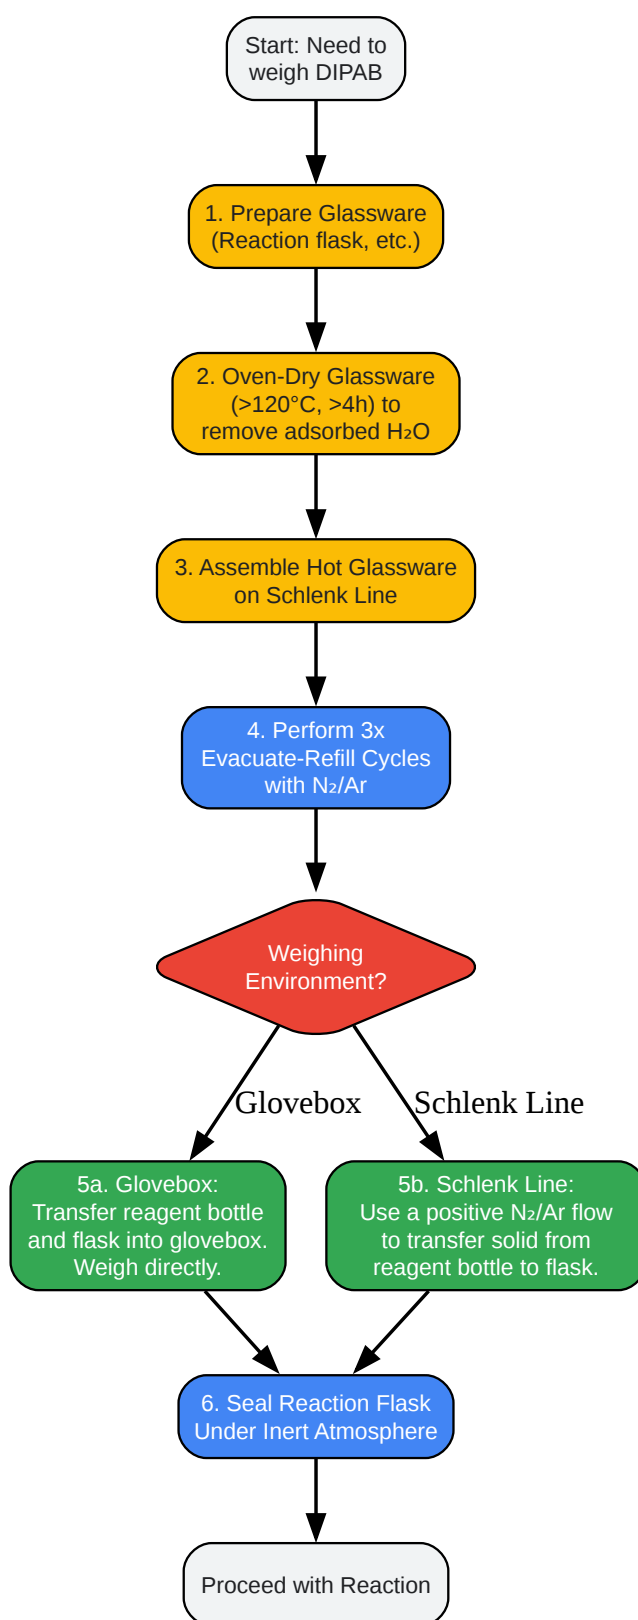 Start: Need to
weigh DIPAB
1. Prepare Glassware
(Reaction flask, etc.)
2. Oven-Dry Glassware
(>120°C, >4h) to
remove adsorbed H₂O
3. Assemble Hot Glassware
on Schlenk Line
4. Perform 3x
Evacuate-Refill Cycles
with N₂/Ar
Weighing
Environment?
Glovebox
Schlenk Line
5a. Glovebox:
Transfer reagent bottle
and flask into glovebox.
Weigh directly.
5b. Schlenk Line:
Use a positive N₂/Ar flow
to transfer solid from
reagent bottle to flask.
6. Seal Reaction Flask
Under Inert Atmosphere
Proceed with Reaction